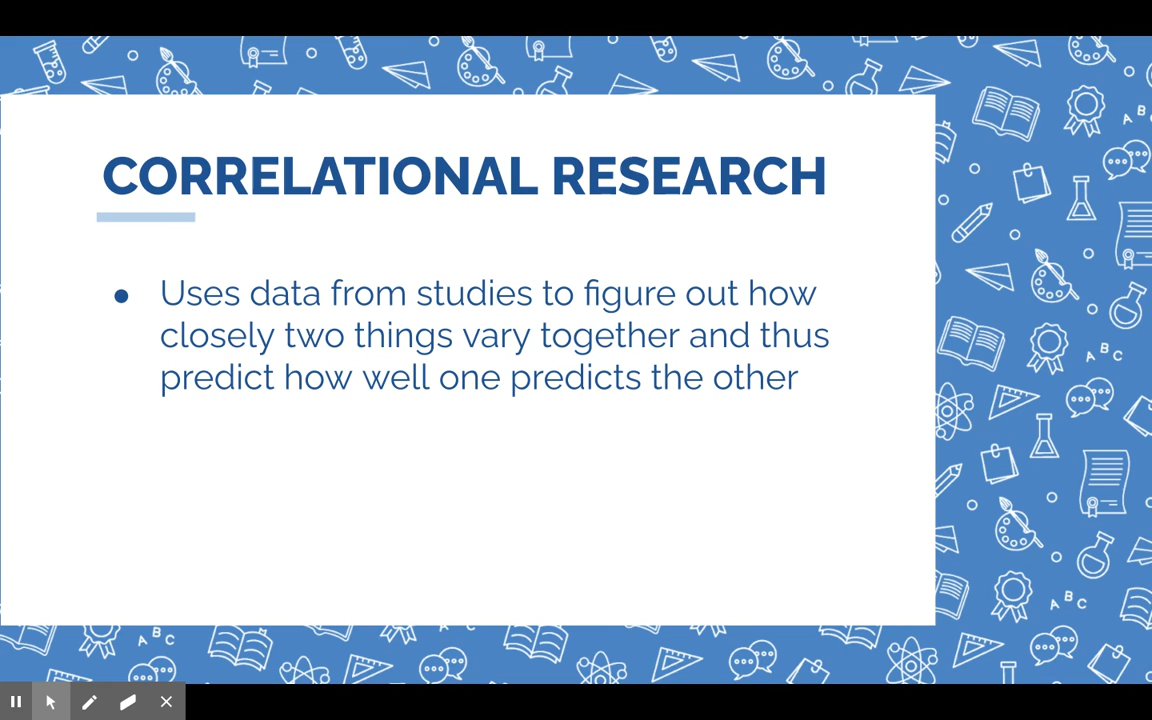 CORRELATIONAL RESEARCH
● Uses data from studies to figure out how
closely two things vary together and thus
predict how well one predicts the other
A B
A B C
A B C
A B C
A B C